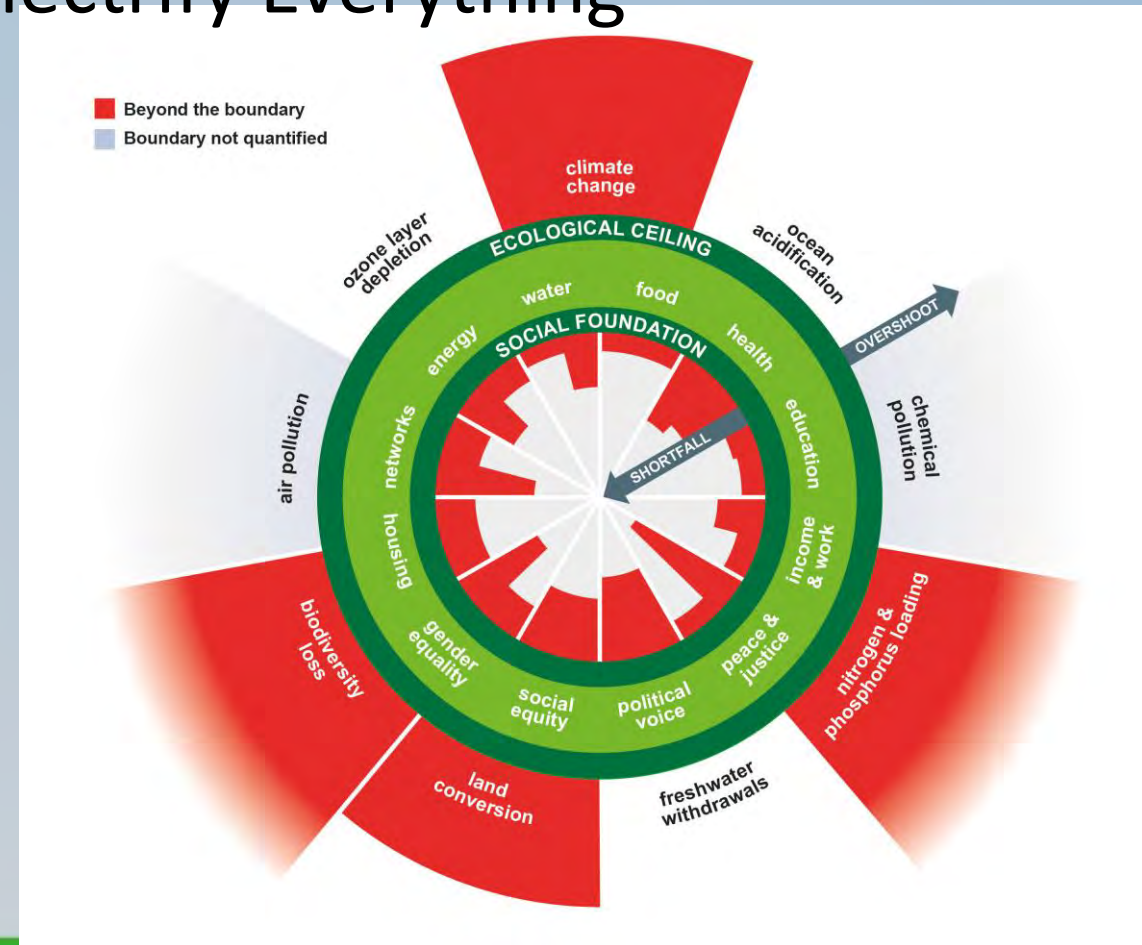 Electrify Everything
Beyond the boundary
Boundary not quantified
climate
change
ozone layer
depletion
ocean
acidification
ECOLOGICAL CEILING
water
food
energy
health
SOCIAL FOUNDATION
OVERSHOOT
SHORTFALL
air pollution
networks
education
chemical
pollution
housing
income
& work
biodiversity
loss
gender
equality
social
equity
political
voice
peace &
justice
nitrogen &
phosphorus loading
land
conversion
freshwater
withdrawals